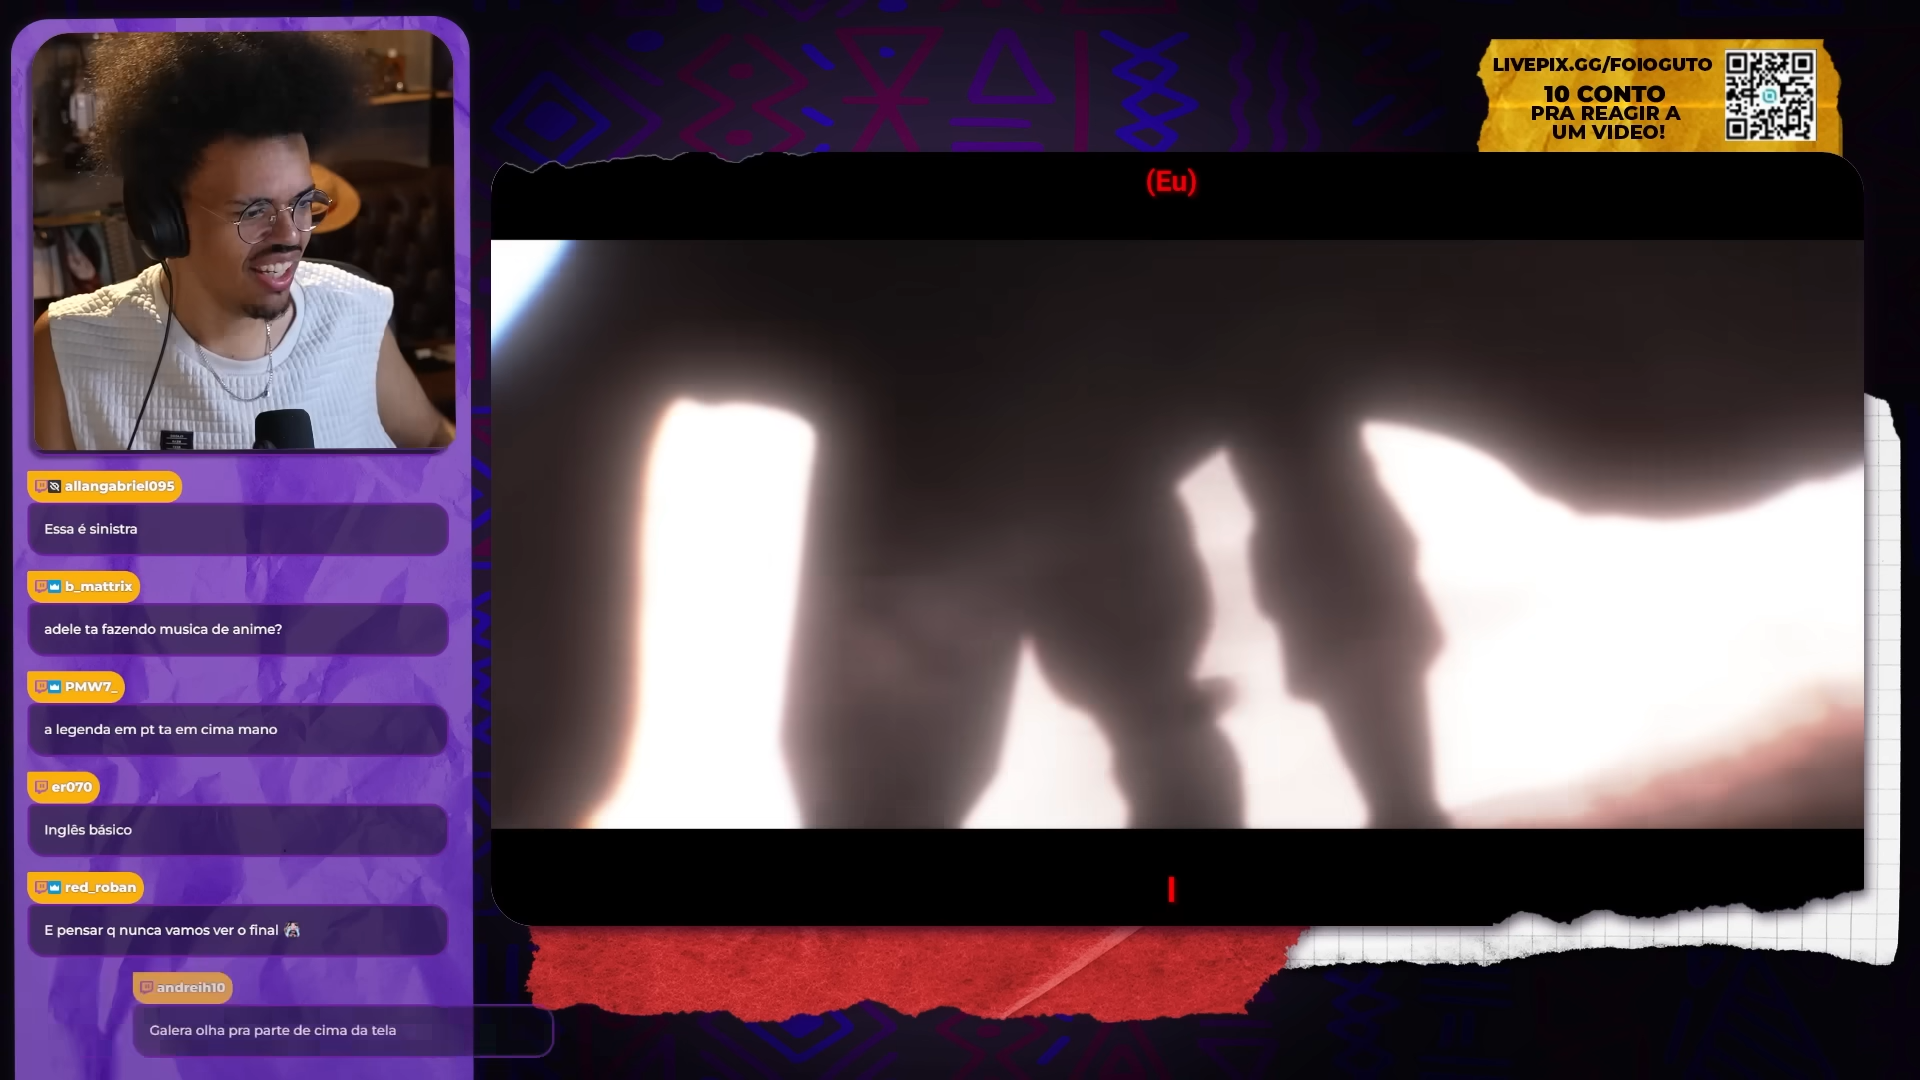 LIVEPIX.GG/FOIOGUTO
10 CONTO
PRA REAGIR A
UM VIDEO!
(Eu)
I
allangabriel095
Essa é sinistra
b_mattrix
adele ta fazendo musica de anime?
PMW7_
a legenda em pt ta em cima mano
er070
Inglês básico
red_roban
E pensar q nunca vamos ver o final
andreih10
Galera olha pra parte de cima da tela